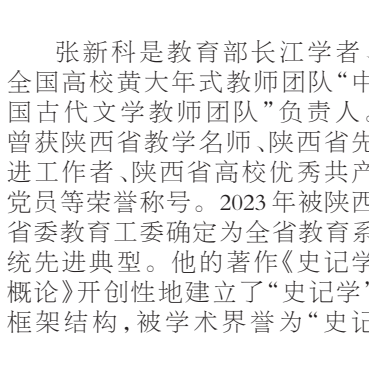 张新科是教育部长江学者、
全国高校黄大年式教师团队“中
国古代文学教师团队”负责人。
曾获陕西省教学名师、陕西省先
进工作者、陕西省高校优秀共产
党员等荣誉称号。2023年被陕西
省委教育工委确定为全省教育系
统先进典型。他的著作《史记学
概论》开创性地建立了“史记学”
框架结构,被学术界誉为“史记